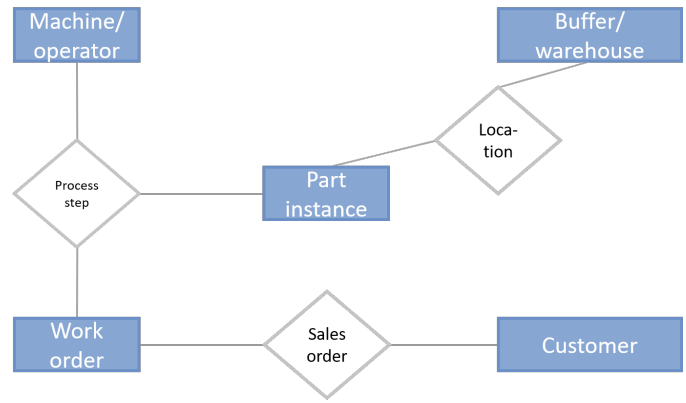 Machine/
operator
Buffer/
warehouse
Loca-
tion
Process
step
Part
instance
Work
order
Sales
order
Customer